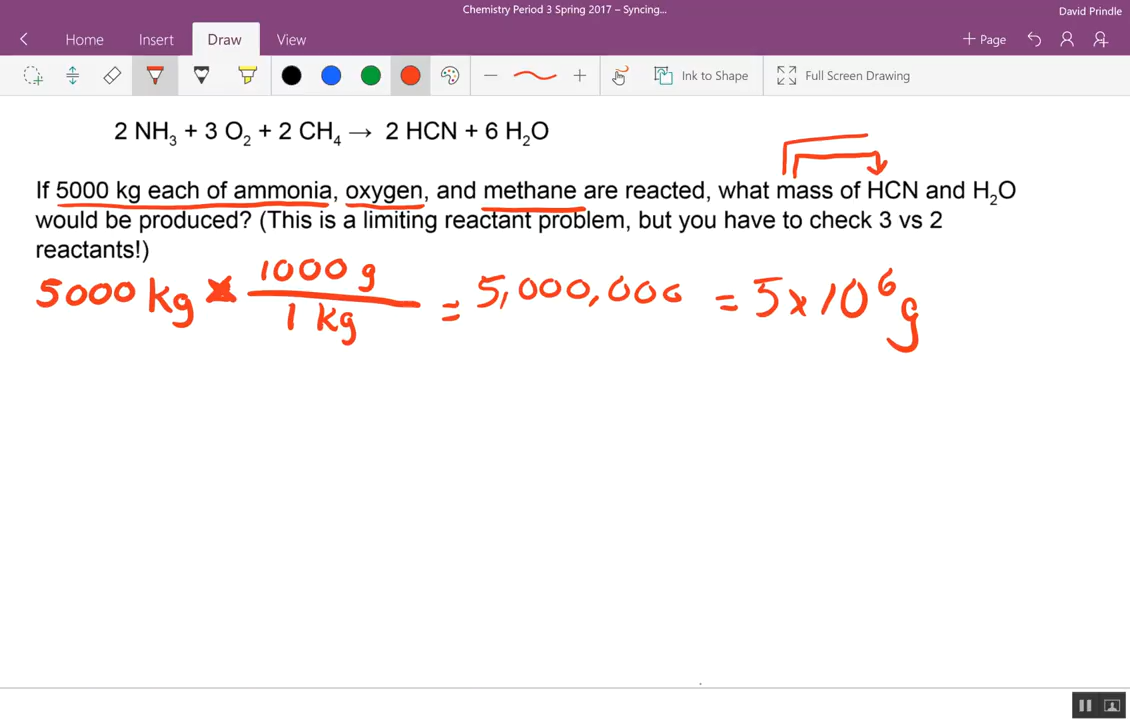 Chemistry Period 3 Spring 2017 – Syncing...
David Prindle
Home Insert Draw View
+ Page
Ink to Shape
Full Screen Drawing
2 NH₃ + 3 O₂ + 2 CH₄ → 2 HCN + 6 H₂O
If 5000 kg each of ammonia, oxygen, and methane are reacted, what mass of HCN and H₂O
would be produced? (This is a limiting reactant problem, but you have to check 3 vs 2
reactants!)
5000 kg × 1000 g / 1 kg = 5,000,000 = 5 x 10⁶ g